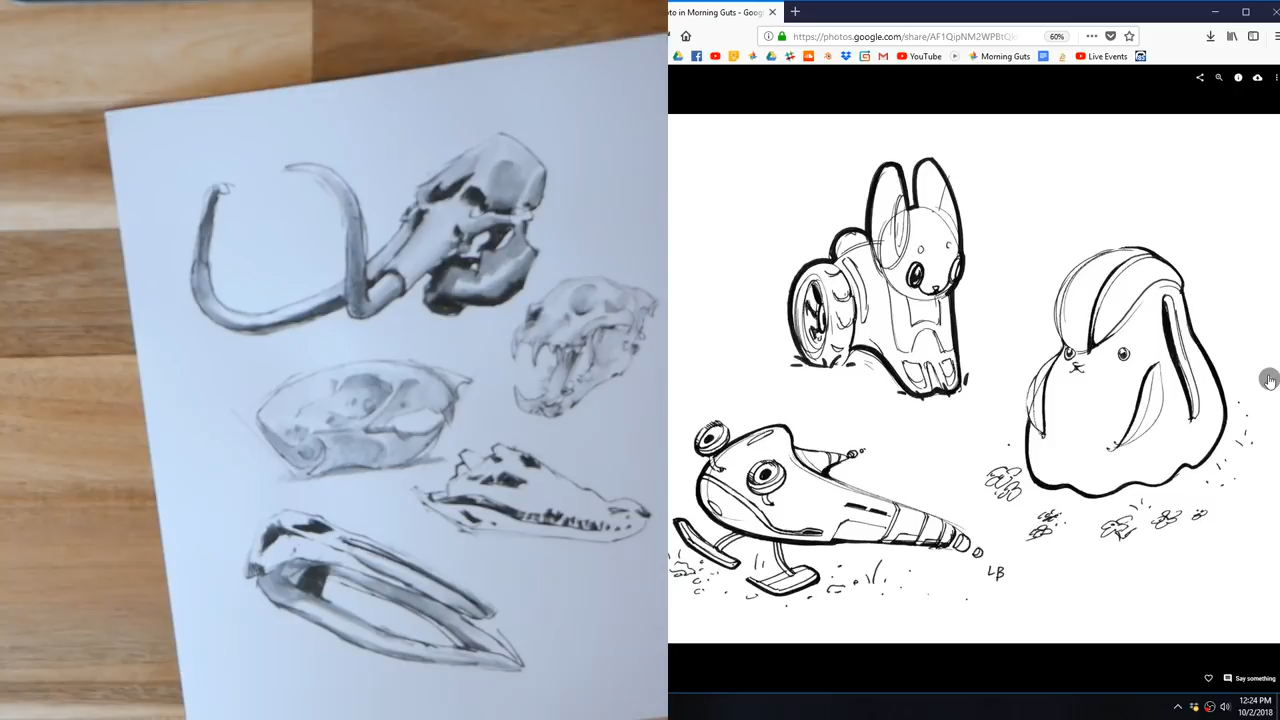 oto in Morning Guts - Goog
https://photos.google.com/share/AF1QipNM2WPBtQ
60%
YouTube
Morning Guts
Live Events
LB
Say something
12:24 PM
10/2/2018